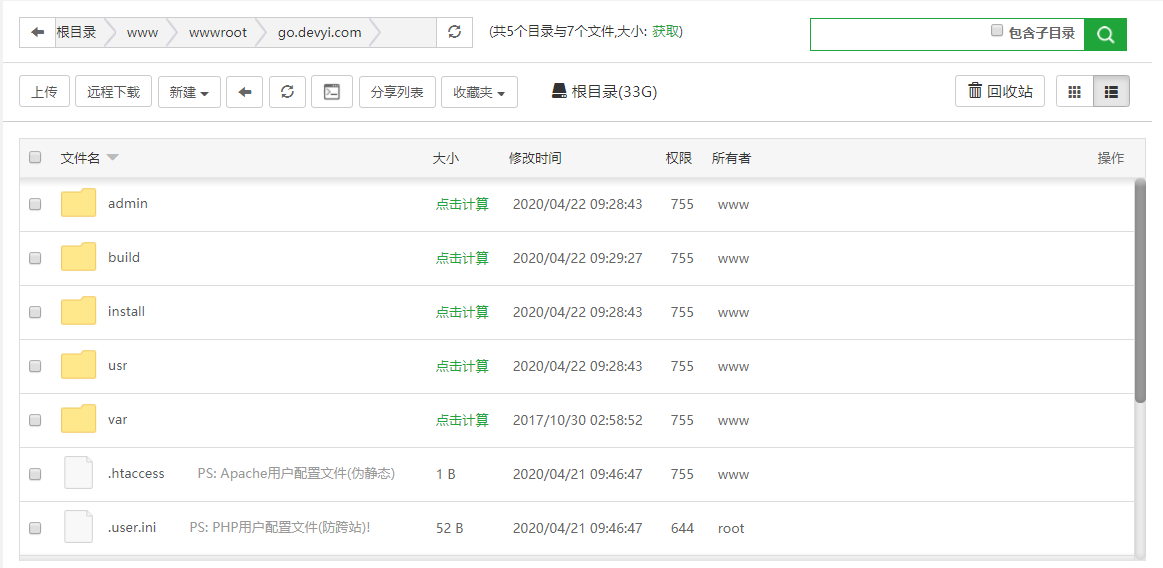 根目录 www wwwroot go.devyi.com (共5个目录与7个文件,大小: 获取) 包含子目录
上传 远程下载 新建 分享列表 收藏夹 根目录(33G) 回收站
文件名 大小 修改时间 权限 所有者 操作
admin 点击计算 2020/04/22 09:28:43 755 www
build 点击计算 2020/04/22 09:29:27 755 www
install 点击计算 2020/04/22 09:28:43 755 www
usr 点击计算 2020/04/22 09:28:43 755 www
var 点击计算 2017/10/30 02:58:52 755 www
.htaccess PS: Apache用户配置文件(伪静态) 1 B 2020/04/21 09:46:47 755 www
.user.ini PS: PHP用户配置文件(防跨站)! 52 B 2020/04/21 09:46:47 644 root